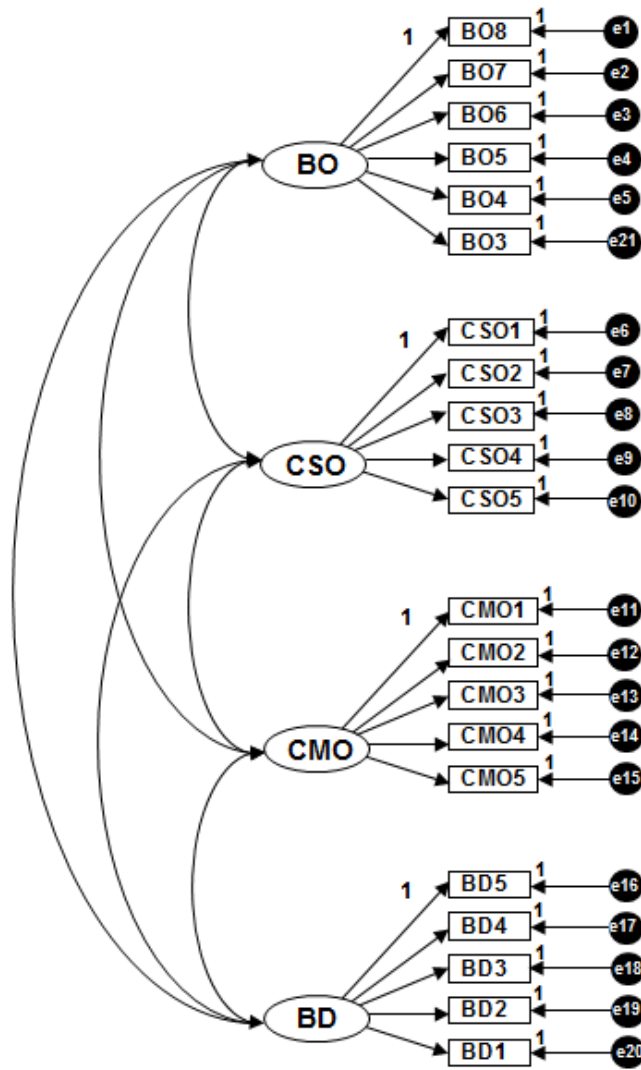 1 BO8 1 e1
BO7 1 e2
BO6 1 e3
BO BO5 1 e4
BO4 1 e5
BO3 1 e21
1 CSO1 1 e6
CSO2 1 e7
CSO3 1 e8
CSO CSO4 1 e9
CSO5 1 e10
1 CMO1 1 e11
CMO2 1 e12
CMO3 1 e13
CMO CMO4 1 e14
CMO5 1 e15
1 BD5 1 e16
BD4 1 e17
BD3 1 e18
BD BD2 1 e19
BD1 1 e20